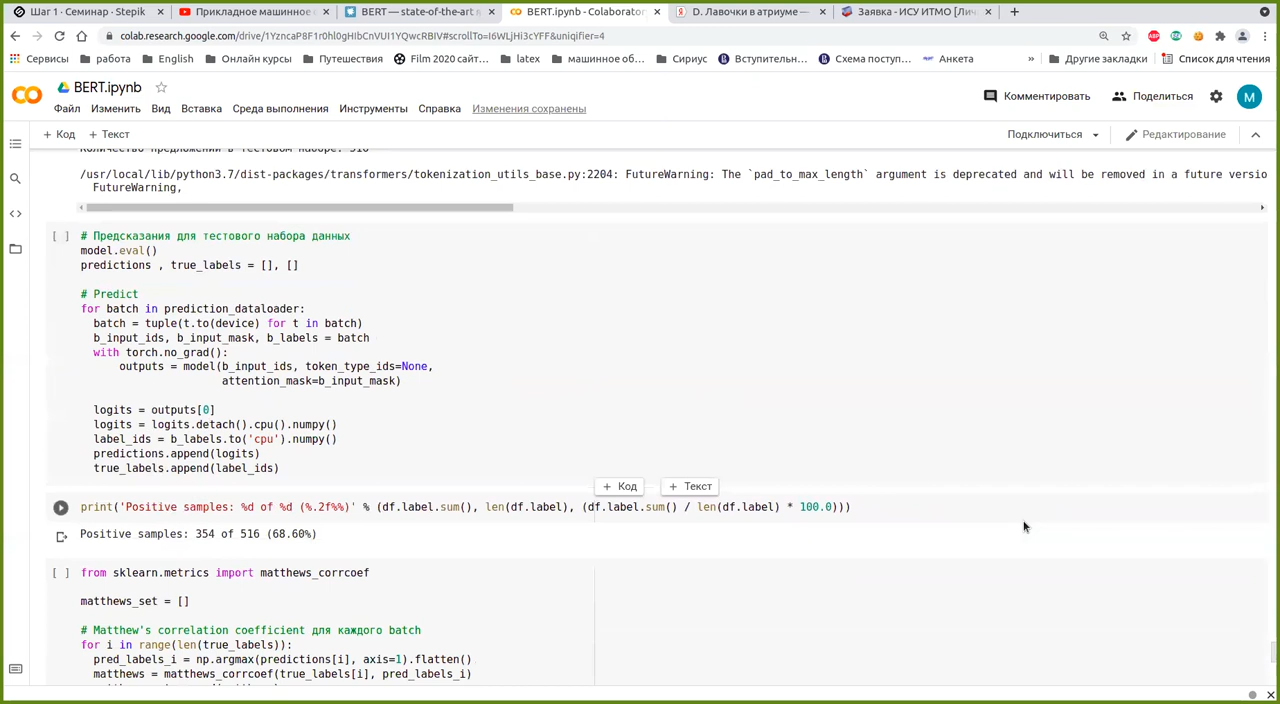 Шаг 1 · Семинар · Stepik
Прикладное машинное о
BERT — state-of-the-art я
BERT.ipynb - Colaborator
D. Лавочки в атриуме —
Заявка - ИСУ ИТМО [Лич
colab.research.google.com/drive/1YzncaP8F1r0hl0gHIbCnVUI1YQwcRBIV#scrollTo=I6WLjHi3cYFF&uniqifier=4
Сервисы
работа
English
Онлайн курсы
Путешествия
Film 2020 сайт…
latex
машинное об…
Сириус
Вступительн…
Схема поступ…
Анкета
»
Другие закладки
Список для чтения
BERT.ipynb
Файл Изменить Вид Вставка Среда выполнения Инструменты Справка Изменения сохранены
Комментировать
Поделиться
M
+ Код + Текст
Подключиться
Редактирование
Количество предложений в тестовом наборе: 516
/usr/local/lib/python3.7/dist-packages/transformers/tokenization_utils_base.py:2204: FutureWarning: The `pad_to_max_length` argument is deprecated and will be removed in a future versio
FutureWarning,
[ ] # Предсказания для тестового набора данных
model.eval()
predictions , true_labels = [], []
# Predict
for batch in prediction_dataloader:
batch = tuple(t.to(device) for t in batch)
b_input_ids, b_input_mask, b_labels = batch
with torch.no_grad():
outputs = model(b_input_ids, token_type_ids=None,
attention_mask=b_input_mask)
logits = outputs[0]
logits = logits.detach().cpu().numpy()
label_ids = b_labels.to('cpu').numpy()
predictions.append(logits)
true_labels.append(label_ids)
+ Код + Текст
print('Positive samples: %d of %d (%.2f%%)' % (df.label.sum(), len(df.label), (df.label.sum() / len(df.label) * 100.0)))
Positive samples: 354 of 516 (68.60%)
[ ] from sklearn.metrics import matthews_corrcoef
matthews_set = []
# Matthew's correlation coefficient для каждого batch
for i in range(len(true_labels)):
pred_labels_i = np.argmax(predictions[i], axis=1).flatten()
matthews = matthews_corrcoef(true_labels[i], pred_labels_i)